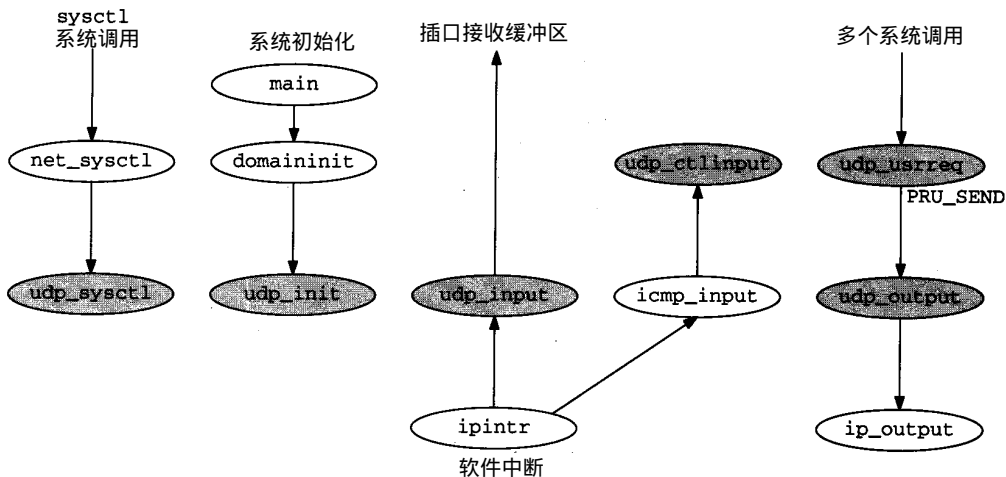 sysctl
系统调用
系统初始化
插口接收缓冲区
多个系统调用
main
net_sysctl
domaininit
udp_ctlinput
udp_usrreq
PRU_SEND
udp_sysctl
udp_init
udp_input
icmp_input
udp_output
ipintr
ip_output
软件中断